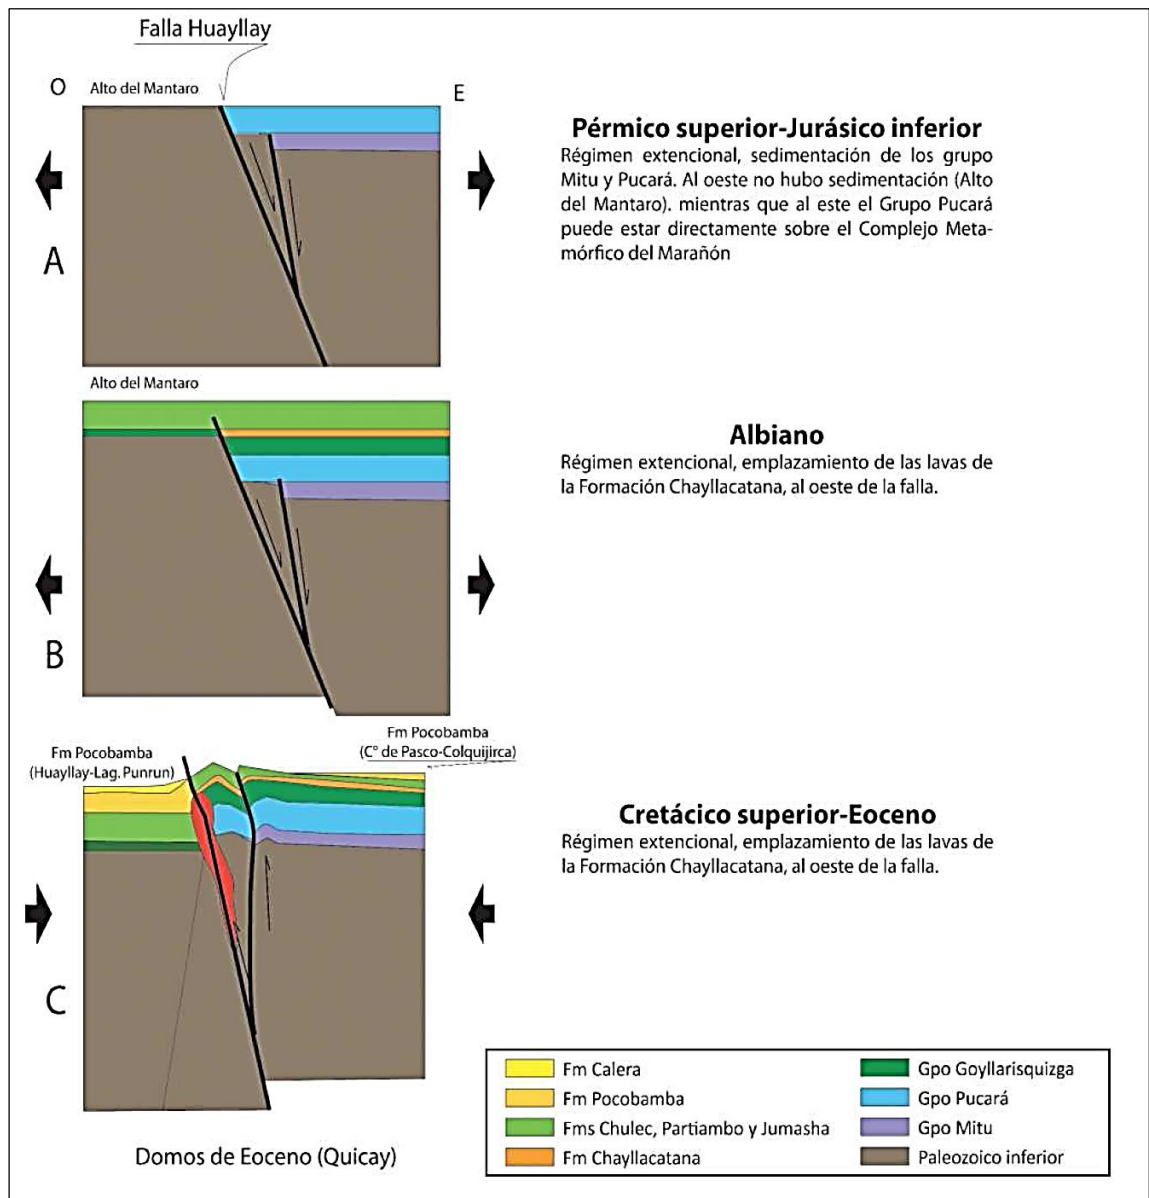 Falla Huayllay
O
Alto del Mantaro
E
Pérmico superior-Jurásico inferior
Régimen extencional, sedimentación de los grupo
Mitu y Pucará. Al oeste no hubo sedimentación (Alto
del Mantaro). mientras que al este el Grupo Pucará
puede estar directamente sobre el Complejo Meta-
mórfico del Marañón
A
Alto del Mantaro
Albiano
Régimen extencional, emplazamiento de las lavas de
la Formación Chayllacatana, al oeste de la falla.
B
Fm Pocobamba
(Huayllay-Lag. Punrun)
Fm Pocobamba
(C° de Pasco-Colquijirca)
Cretácico superior-Eoceno
Régimen extencional, emplazamiento de las lavas de
la Formación Chayllacatana, al oeste de la falla.
C
Domos de Eoceno (Quicay)
Fm Calera
Fm Pocobamba
Fms Chulec, Partiambo y Jumasha
Fm Chayllacatana
Gpo Goyllarisquizga
Gpo Pucará
Gpo Mitu
Paleozoico inferior